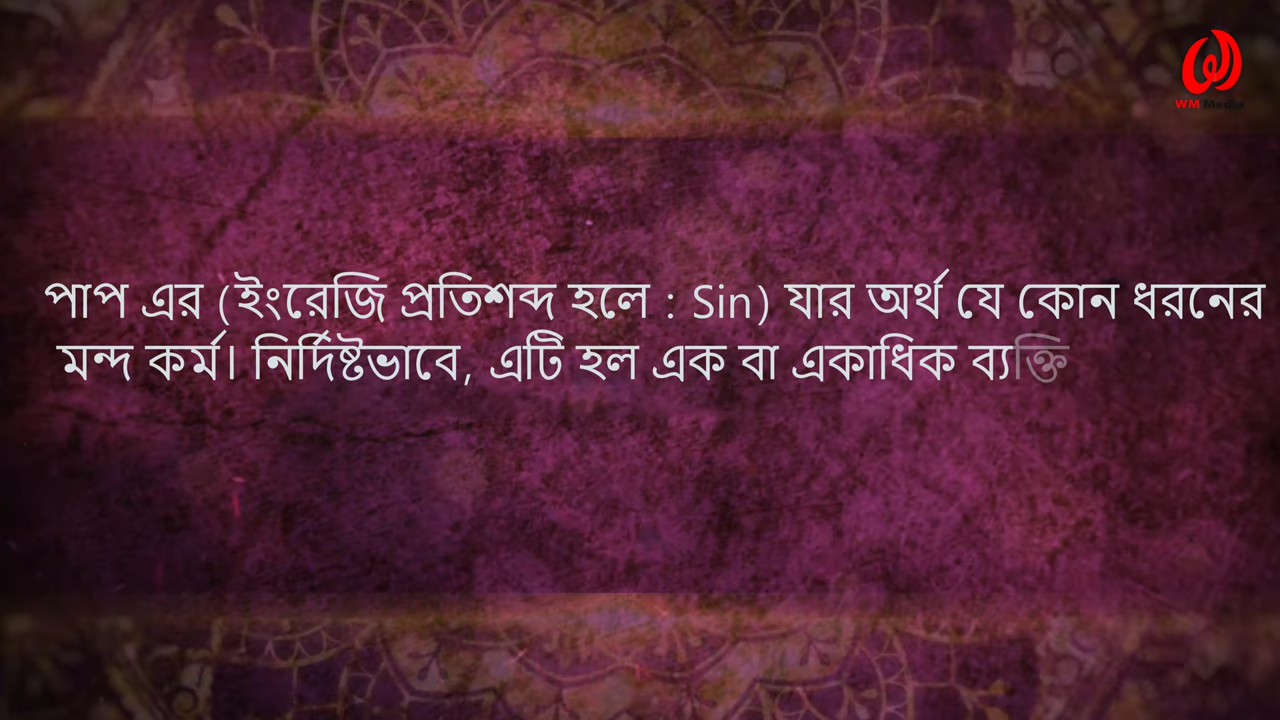 WM Media
পাপ এর (ইংরেজি প্রতিশব্দ হলে : Sin) যার অর্থ যে কোন ধরনের
মন্দ কর্ম। নির্দিষ্টভাবে, এটি হল এক বা একাধিক ব্যক্তি